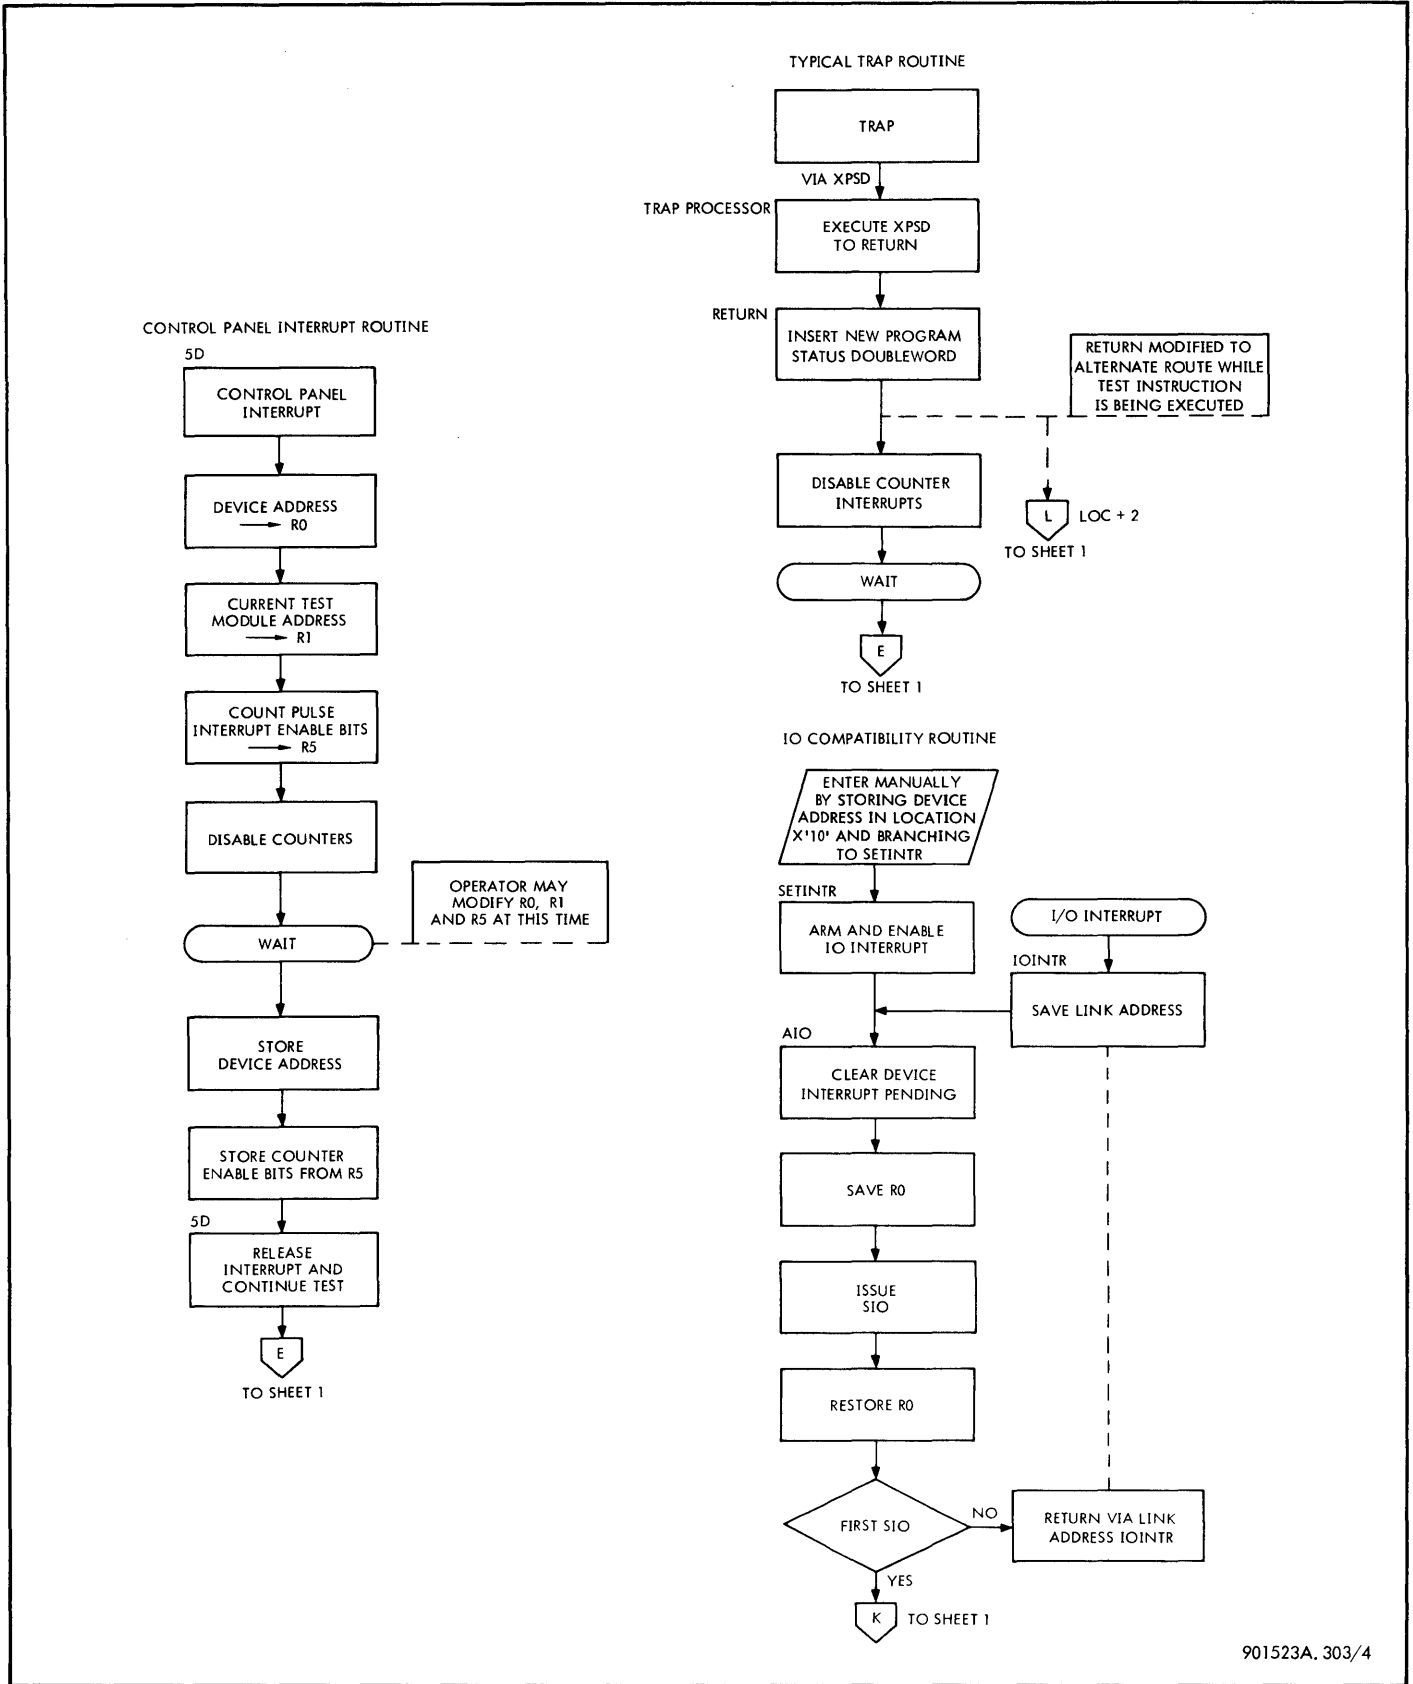 CONTROL PANEL INTERRUPT ROUTINE
5D
CONTROL PANEL
INTERRUPT
DEVICE ADDRESS
→ R0
CURRENT TEST
MODULE ADDRESS
→ R1
COUNT PULSE
INTERRUPT ENABLE BITS
→ R5
DISABLE COUNTERS
WAIT
OPERATOR MAY
MODIFY R0, R1
AND R5 AT THIS TIME
STORE
DEVICE ADDRESS
STORE COUNTER
ENABLE BITS FROM R5
5D
RELEASE
INTERRUPT AND
CONTINUE TEST
E
TO SHEET 1
TYPICAL TRAP ROUTINE
TRAP
VIA XPSD
TRAP PROCESSOR
EXECUTE XPSD
TO RETURN
RETURN
INSERT NEW PROGRAM
STATUS DOUBLEWORD
RETURN MODIFIED TO
ALTERNATE ROUTE WHILE
TEST INSTRUCTION
IS BEING EXECUTED
DISABLE COUNTER
INTERRUPTS
L
LOC + 2
TO SHEET 1
WAIT
E
TO SHEET 1
IO COMPATIBILITY ROUTINE
ENTER MANUALLY
BY STORING DEVICE
ADDRESS IN LOCATION
X'10' AND BRANCHING
TO SETINTR
SETINTR
ARM AND ENABLE
IO INTERRUPT
I/O INTERRUPT
IOINTR
SAVE LINK ADDRESS
AIO
CLEAR DEVICE
INTERRUPT PENDING
SAVE R0
ISSUE
SIO
RESTORE R0
FIRST SIO
NO
RETURN VIA LINK
ADDRESS IOINTR
YES
K
TO SHEET 1
901523A. 303/4